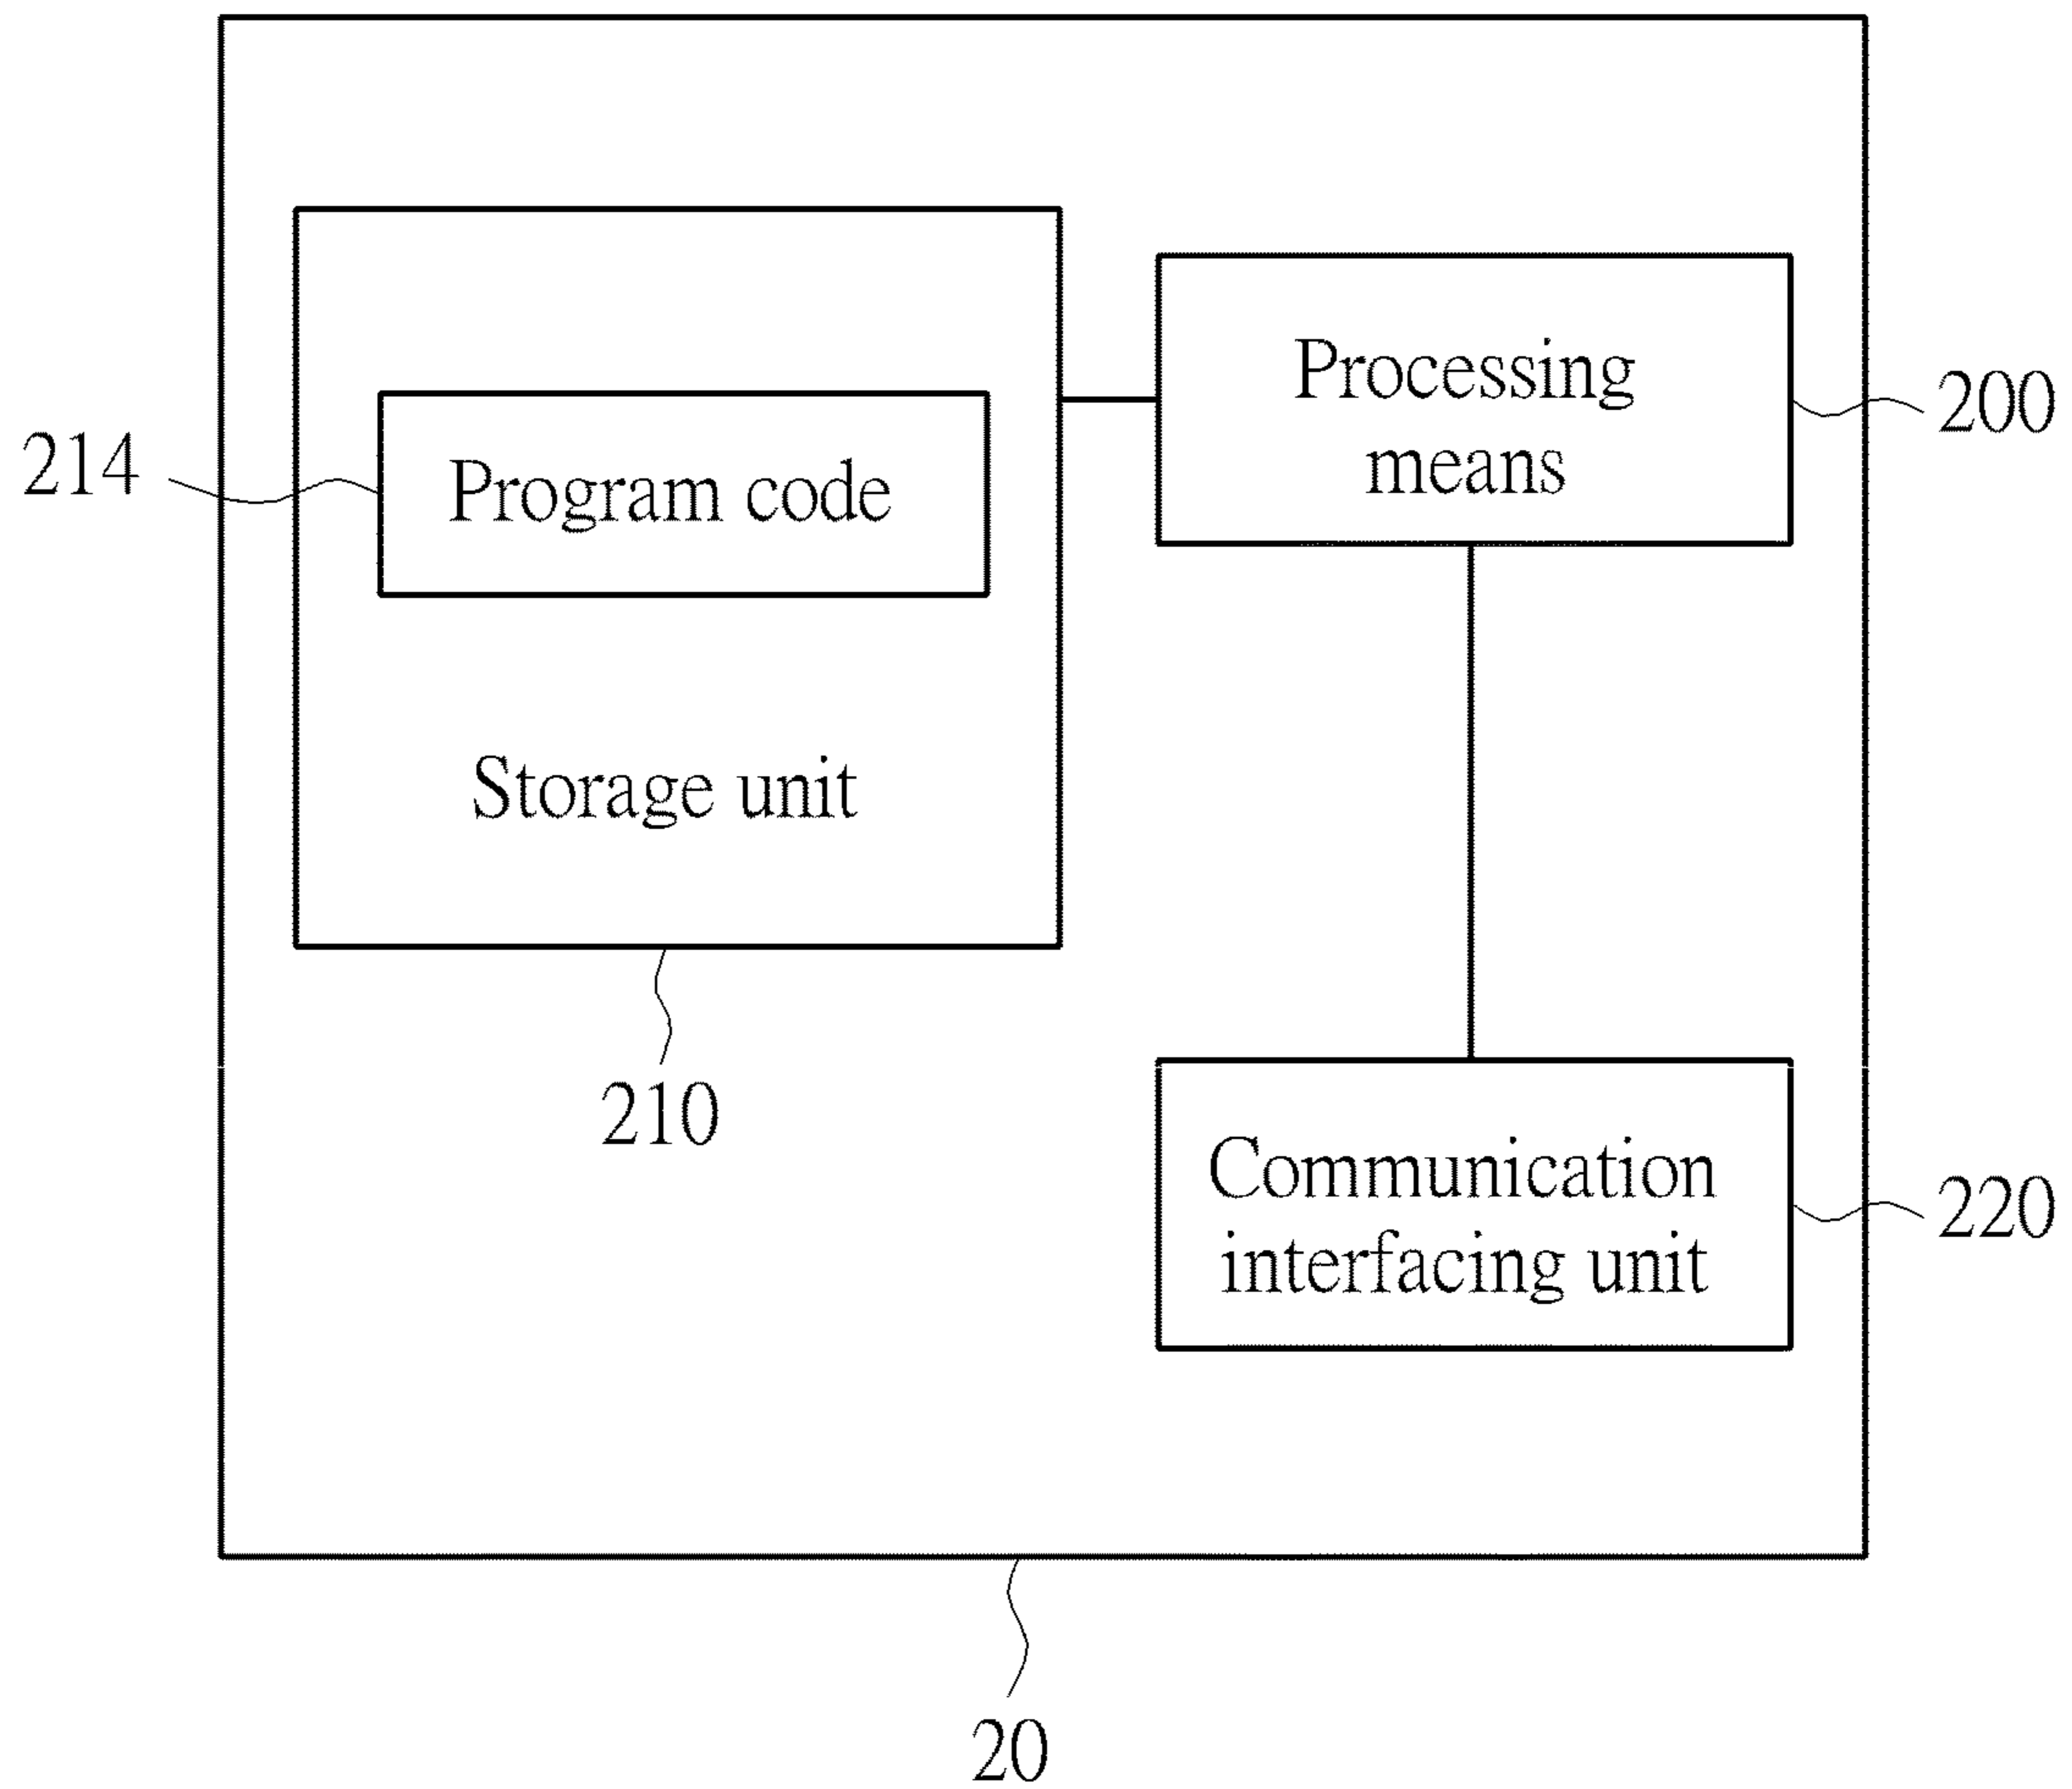 Processing
means
200
214
Program code
Storage unit
210
Communication
interfacing unit
220
20